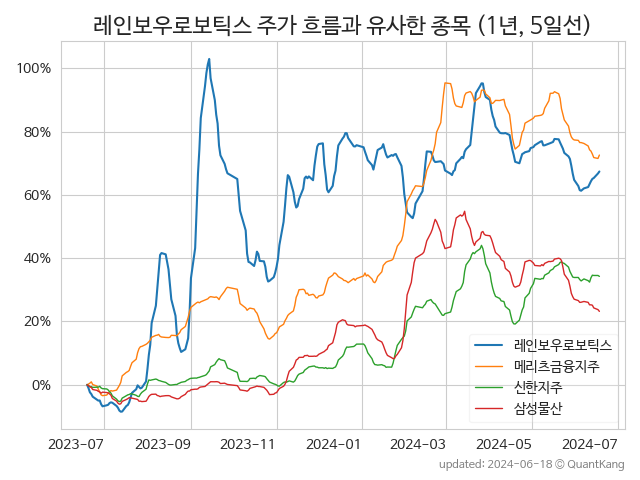 레인보우로보틱스 주가 흐름과 유사한 종목 (1년, 5일선)
100%
80%
60%
40%
20%
0%
레인보우로보틱스
메리츠금융지주
신한지주
삼성물산
2023-07 2023-09 2023-11 2024-01 2024-03 2024-05 2024-07
updated: 2024-06-18 © QuantKang